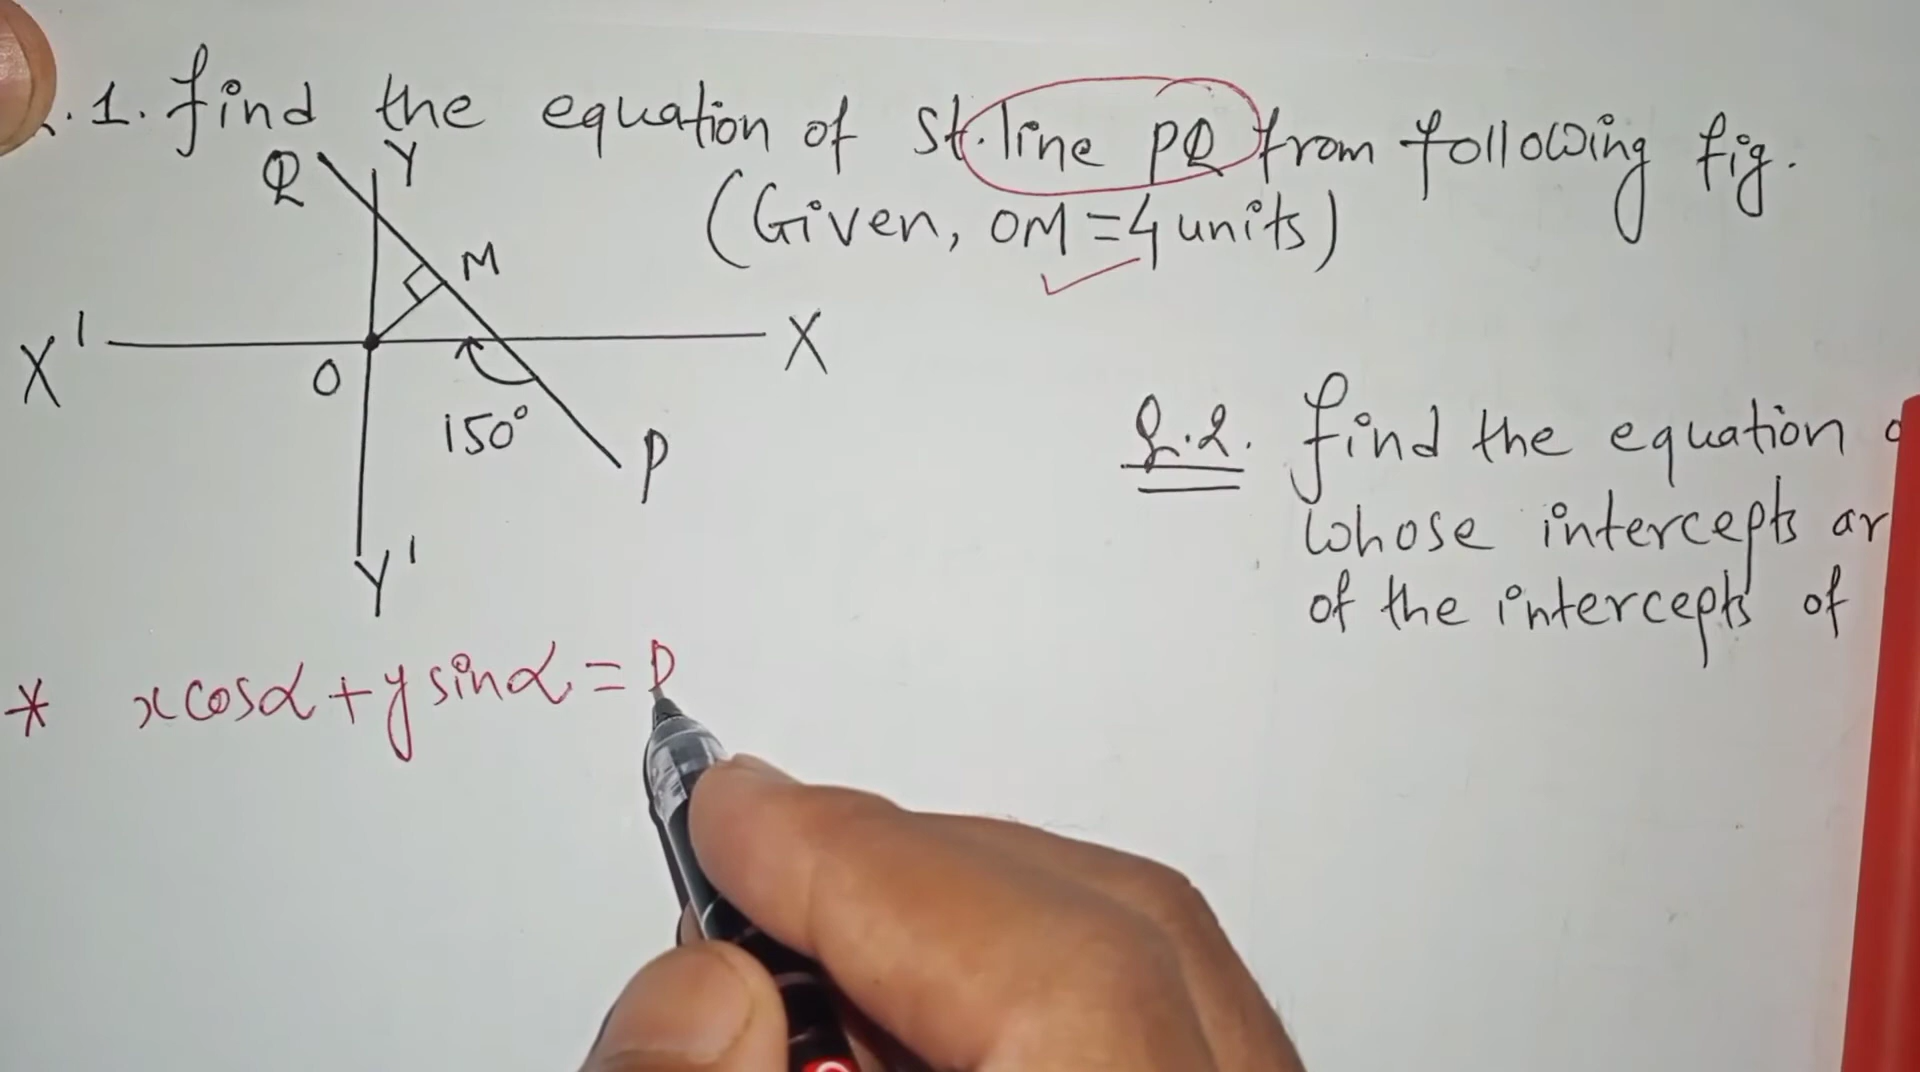 .1. find the equation of st. line PQ from following fig.
(Given, OM = 4 units)
Q
Y
M
X'
O
X
150°
P
Y'
Q.2. find the equation
whose intercepts ar
of the intercepts of
* x cosα + y sinα = P